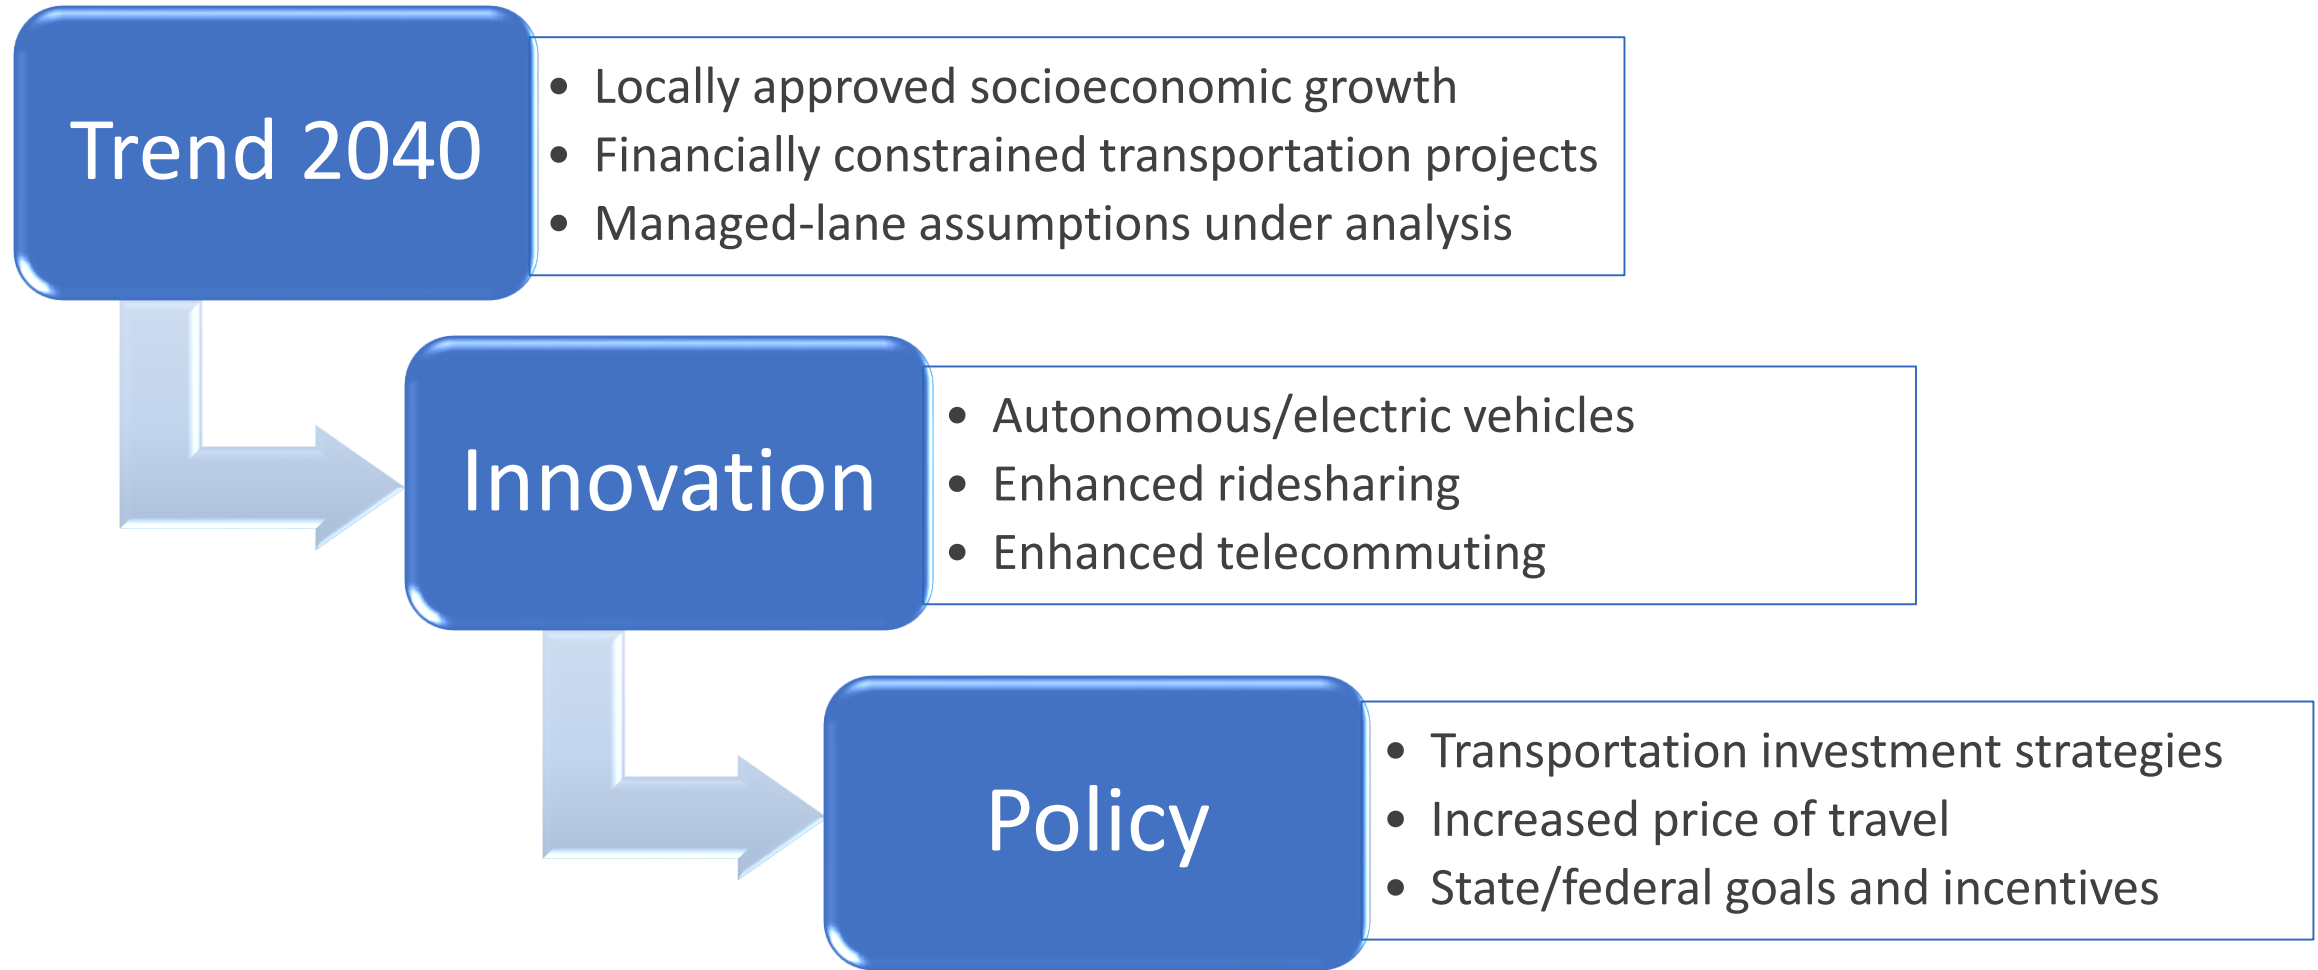 Trend 2040
• Locally approved socioeconomic growth
• Financially constrained transportation projects
• Managed-lane assumptions under analysis
Innovation
• Autonomous/electric vehicles
• Enhanced ridesharing
• Enhanced telecommuting
Policy
• Transportation investment strategies
• Increased price of travel
• State/federal goals and incentives